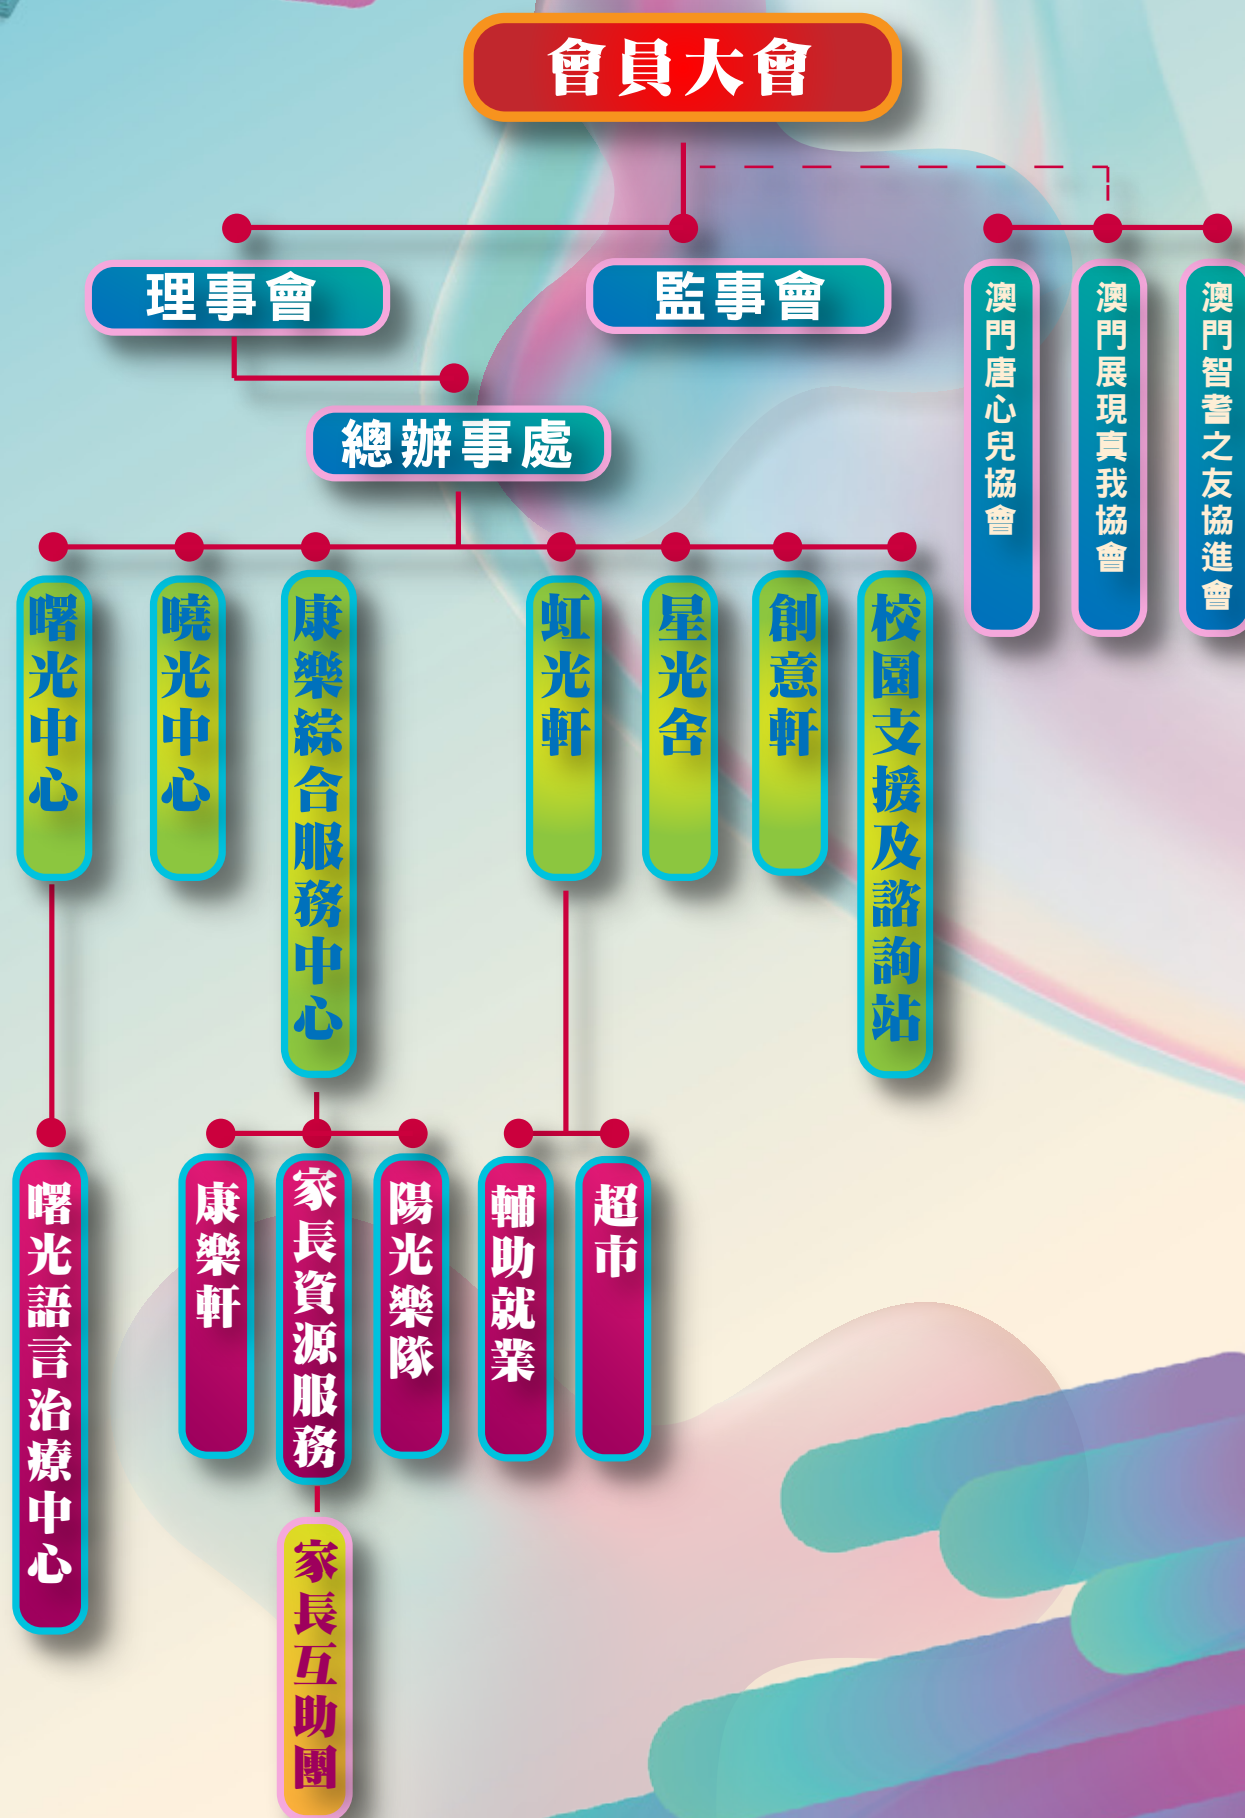 會員大會
理事會
監事會
澳門唐心兒協會
澳門展現真我協會
澳門智耆之友協進會
總辦事處
曙光中心
曉光中心
康樂綜合服務中心
虹光軒
星光舍
創意軒
校園支援及諮詢站
曙光語言治療中心
康樂軒
家長資源服務
陽光樂隊
輔助就業
超市
家長互助團